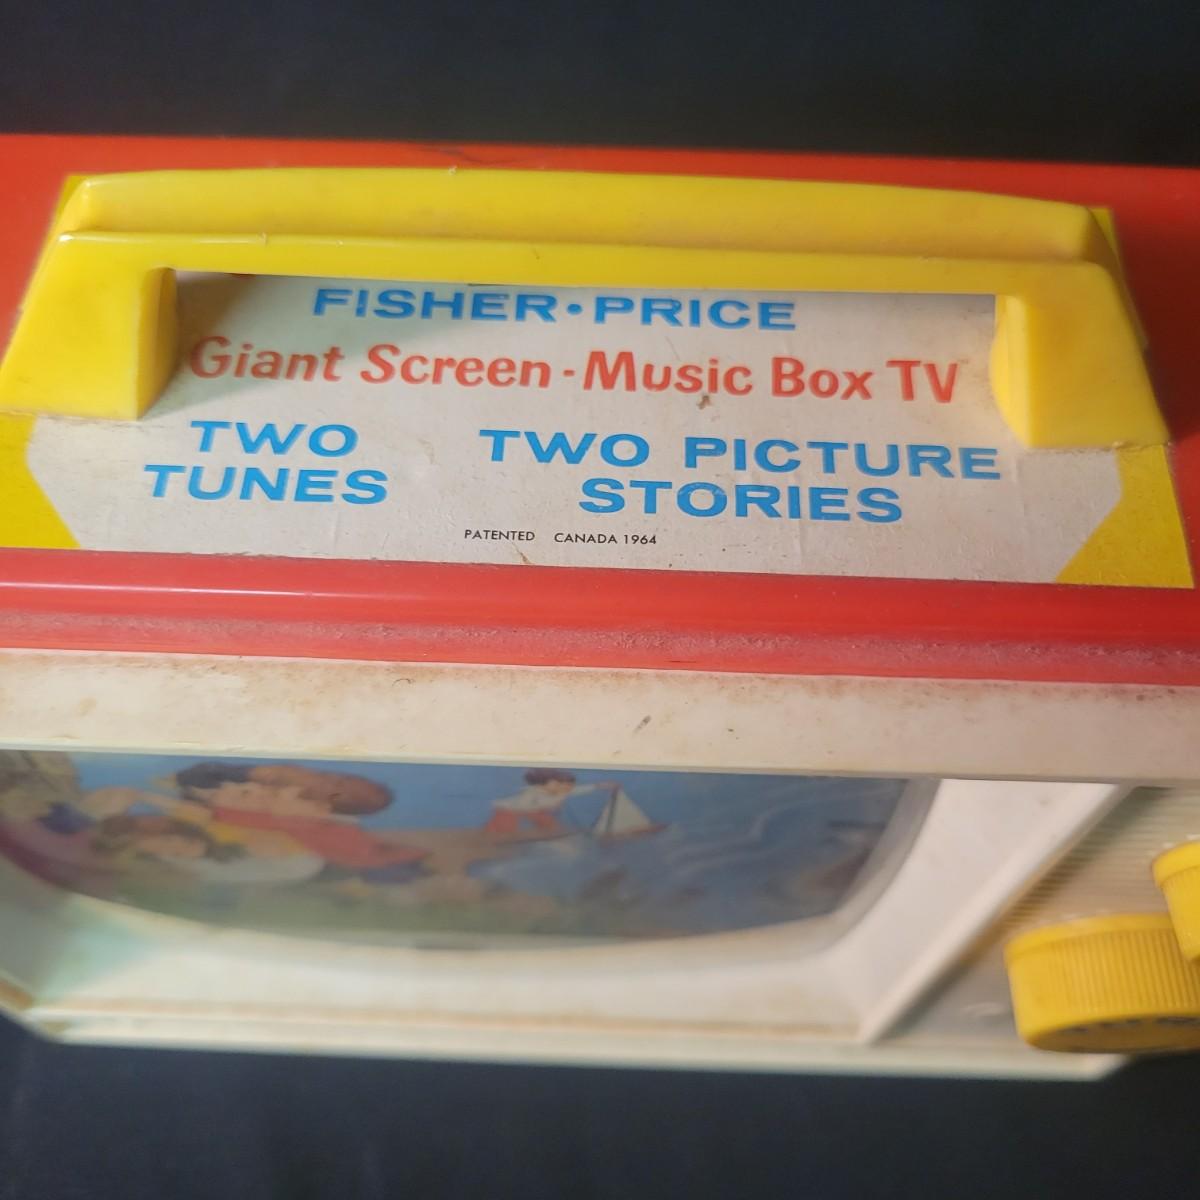 FISHER•PRICE
Giant Screen - Music Box TV
TWO
TUNES
TWO PICTURE
STORIES
PATENTED CANADA 1964